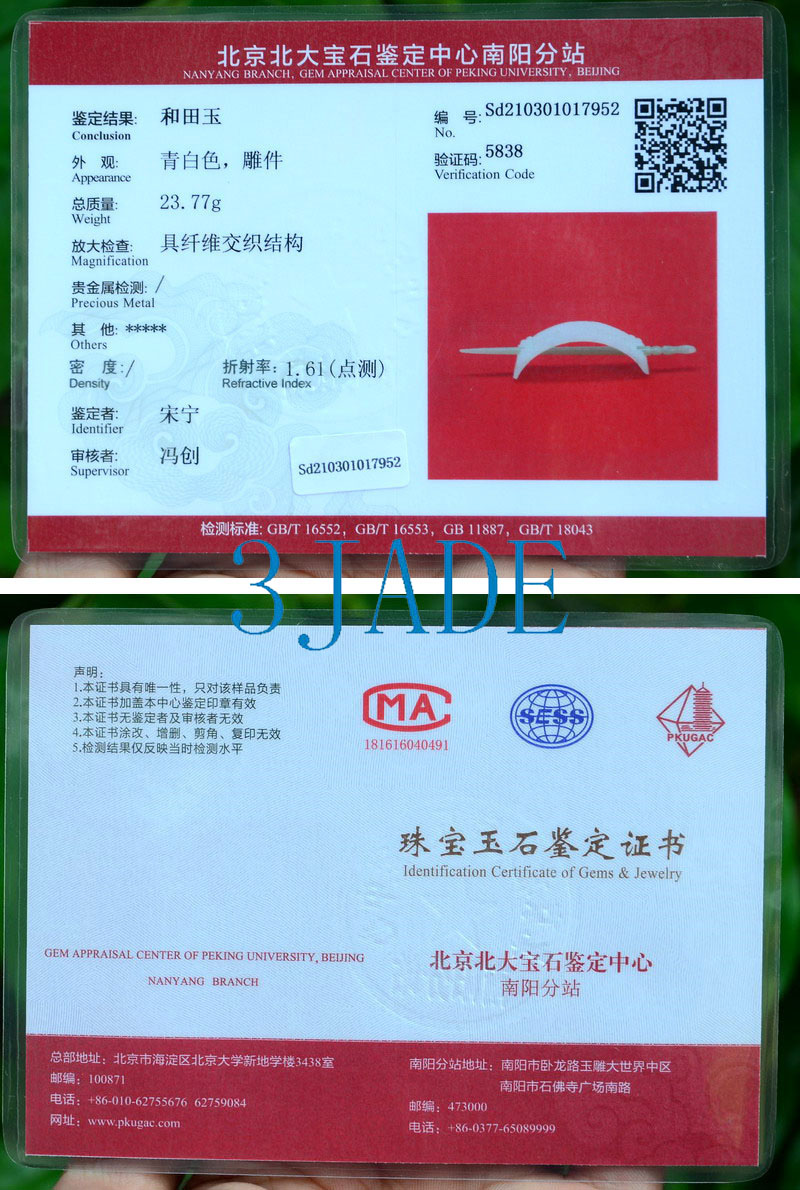 北京北大宝石鉴定中心南阳分站
NANYANG BRANCH, GEM APPRAISAL CENTER OF PEKING UNIVERSITY, BEIJING
鉴定结果: 和田玉
Conclusion
外 观: 青白色，雕件
Appearance
总质量: 23.77g
Weight
放大检查: 具纤维交织结构
Magnification
贵金属检测: /
Precious Metal
其 他: *****
Others
密 度: / 折射率: 1.61(点测)
Density Refractive Index
鉴定者: 宋宁
Identifier
审核者: 冯创
Supervisor
编 号: Sd210301017952
No.
验证码: 5838
Verification Code
Sd210301017952
检测标准: GB/T 16552, GB/T 16553, GB 11887, GB/T 18043
3 JADE
声明:
1.本证书具有唯一性，只对该样品负责
2.本证书加盖本中心鉴定印章有效
3.本证书无鉴定者及审核者无效
4.本证书涂改、增删、剪角、复印无效
5.检测结果仅反映当时检测水平
MA
181616040491
SESS
PKUGAC
珠宝玉石鉴定证书
Identification Certificate of Gems & Jewelry
GEM APPRAISAL CENTER OF PEKING UNIVERSITY, BEIJING
NANYANG BRANCH
北京北大宝石鉴定中心
南阳分站
总部地址: 北京市海淀区北京大学新地学楼3438室
邮编: 100871
电话: +86-010-62755676 62759084
网址: www.pkugac.com
南阳分站地址: 南阳市卧龙路玉雕大世界中区
南阳市石佛寺广场南路
邮编: 473000
电话: +86-0377-65089999